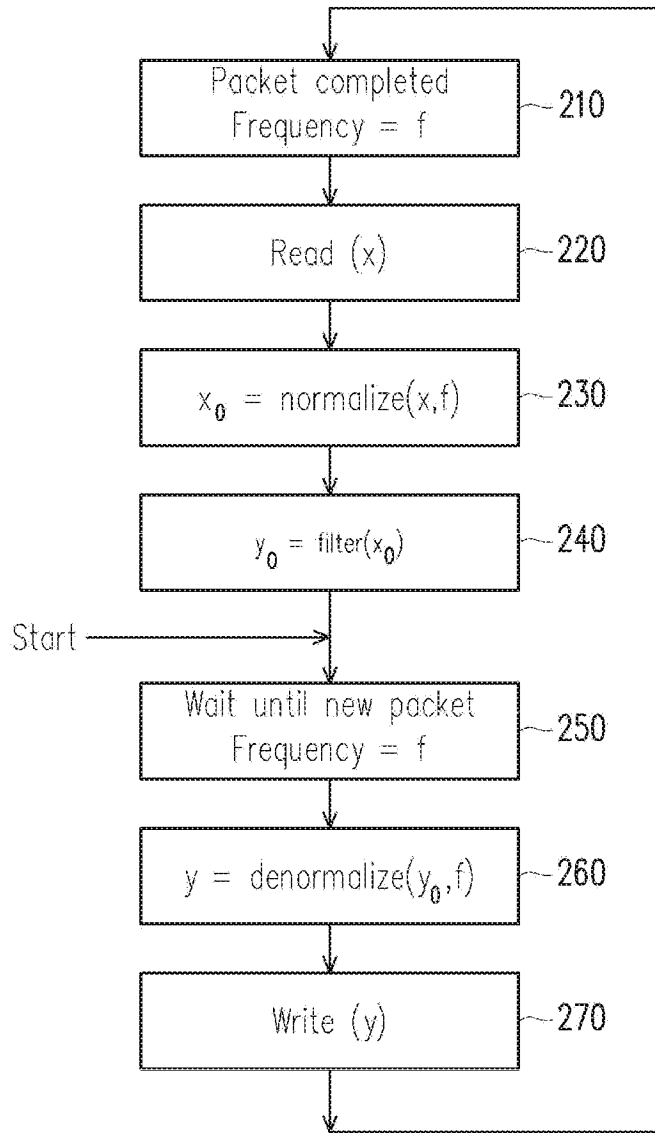 Packet completed
Frequency = f
210
Read (x)
220
x₀ = normalize(x,f)
230
y₀ = filter(x₀)
240
Start
Wait until new packet
Frequency = f
250
y = denormalize(y₀,f)
260
Write (y)
270